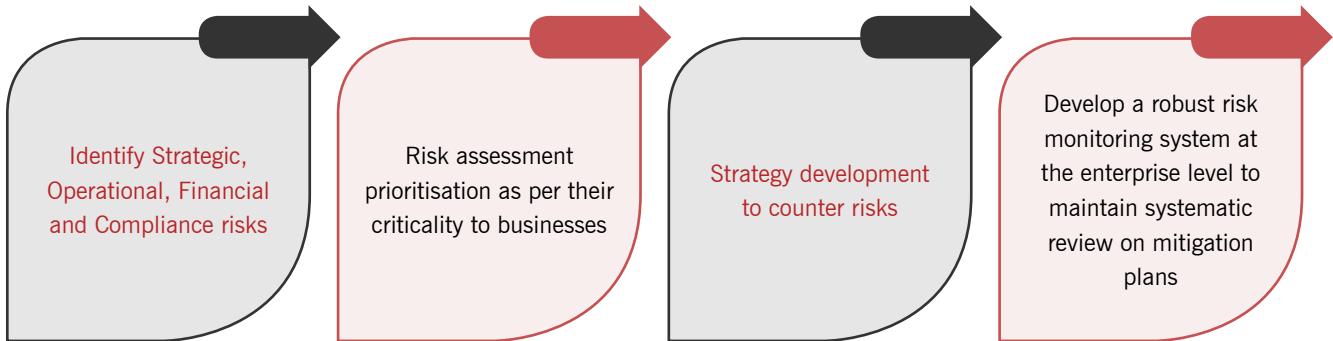 Identify Strategic,
Operational, Financial
and Compliance risks
Risk assessment
prioritisation as per their
criticality to businesses
Strategy development
to counter risks
Develop a robust risk
monitoring system at
the enterprise level to
maintain systematic
review on mitigation
plans